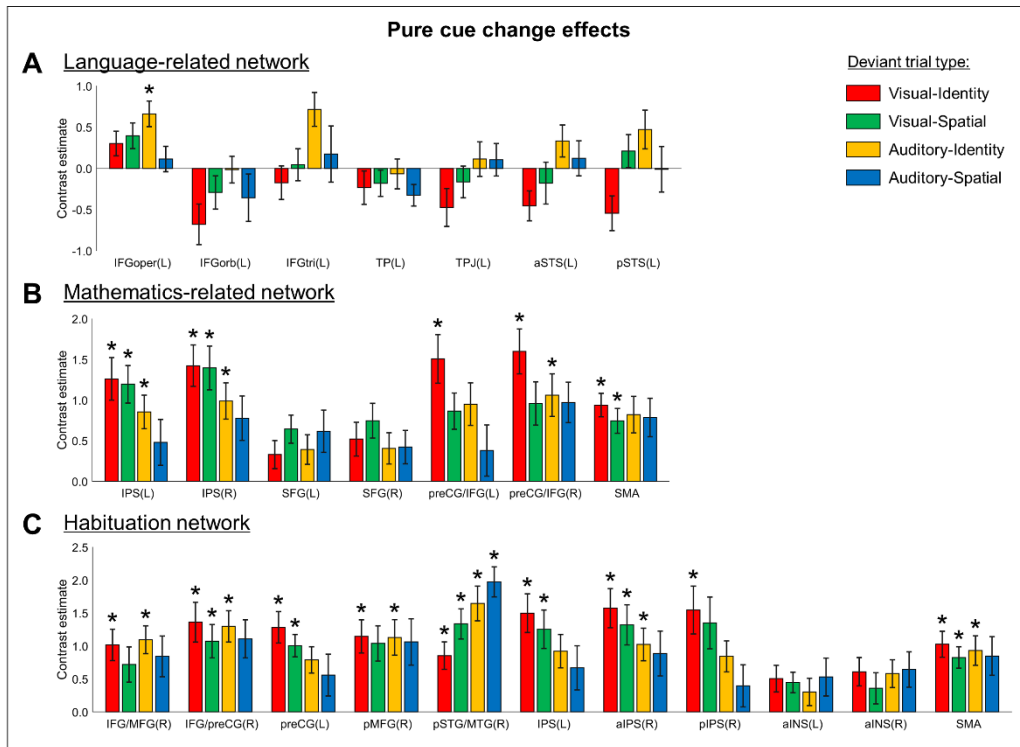 Pure cue change effects
A Language-related network
Deviant trial type:
Visual-Identity
Visual-Spatial
Auditory-Identity
Auditory-Spatial
Contrast estimate
1.0
0.5
0.0
-0.5
-1.0
*
IFGoper(L) IFGorb(L) IFGtri(L) TP(L) TPJ(L) aSTS(L) pSTS(L)
B Mathematics-related network
Contrast estimate
2.0
1.5
1.0
0.5
0.0
* * * * * * * * * * *
IPS(L) IPS(R) SFG(L) SFG(R) preCG/IFG(L) preCG/IFG(R) SMA
C Habituation network
Contrast estimate
2.5
2.0
1.5
1.0
0.5
0.0
* * * * * * * * * * * * * * * * * * * * * *
IFG/MFG(R) IFG/preCG(R) preCG(L) pMFG(R) pSTG/MTG(R) IPS(L) aIPS(R) pIPS(R) aINS(L) aINS(R) SMA